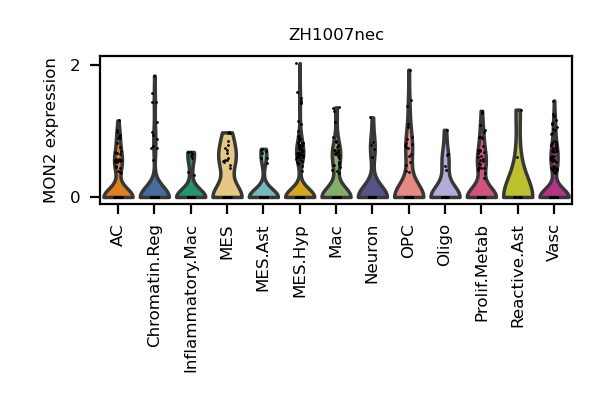 ZH1007nec
MON2 expression
2
0
AC
Chromatin.Reg
Inflammatory.Mac
MES
MES.Ast
MES.Hyp
Mac
Neuron
OPC
Oligo
Prolif.Metab
Reactive.Ast
Vasc